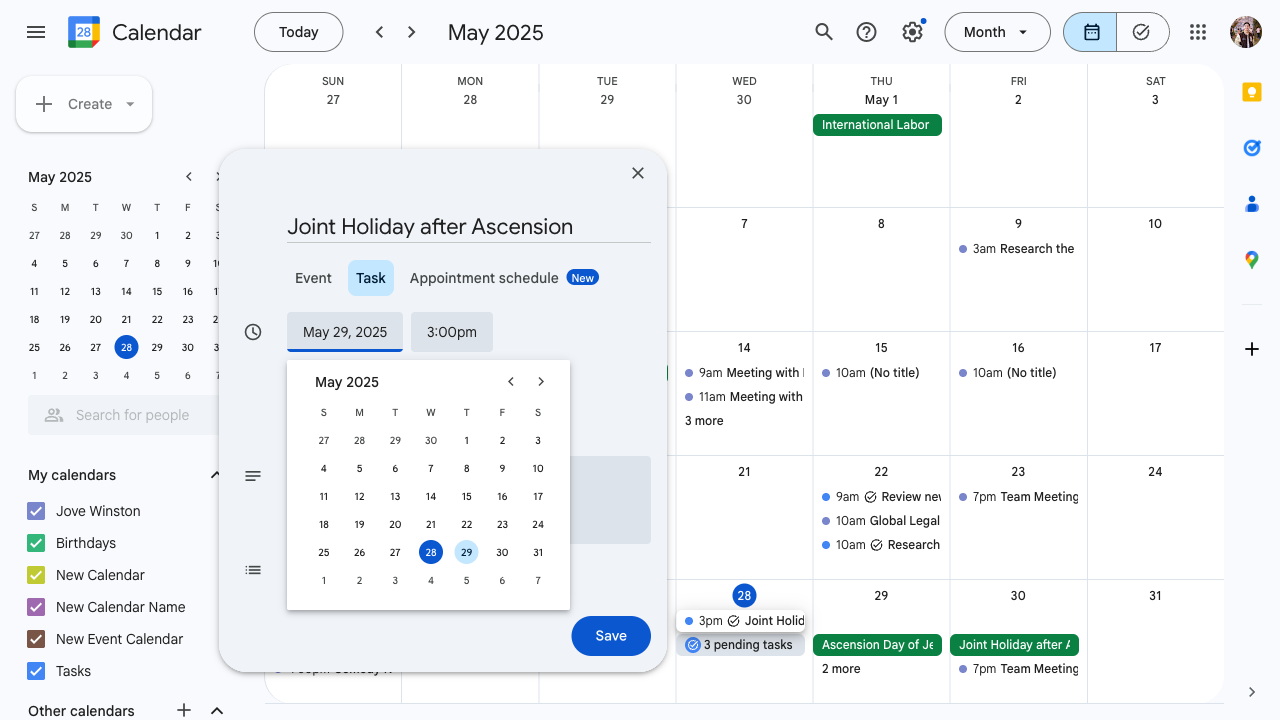 28 Calendar Today May 2025 Month
Create
May 2025
S M T W T F S
27 28 29 30 1 2 3
4 5 6 7 8 9 10
11 12 13 14 15 16 17
18 19 20 21 22 23
25 26 27 28 29 30
1 2 3 4 5 6 7
Search for people
My calendars
Jove Winston
Birthdays
New Calendar
New Calendar Name
New Event Calendar
Tasks
Other calendars
Joint Holiday after Ascension
Event Task Appointment schedule New
May 29, 2025 3:00pm
May 2025
S M T W T F S
27 28 29 30 1 2 3
4 5 6 7 8 9 10
11 12 13 14 15 16 17
18 19 20 21 22 23 24
25 26 27 28 29 30 31
1 2 3 4 5 6 7
Save
SUN MON TUE WED THU FRI SAT
27 28 29 30 May 1 2 3
International Labor
7 8 9 10
3am Research the
14 15 16 17
9am Meeting with 10am (No title) 10am (No title)
11am Meeting with
3 more
21 22 23 24
9am Review new 7pm Team Meeting
10am Global Legal
10am Research
28 29 30 31
3pm Joint Holid
3 pending tasks Ascension Day of Je Joint Holiday after A
2 more 7pm Team Meeting